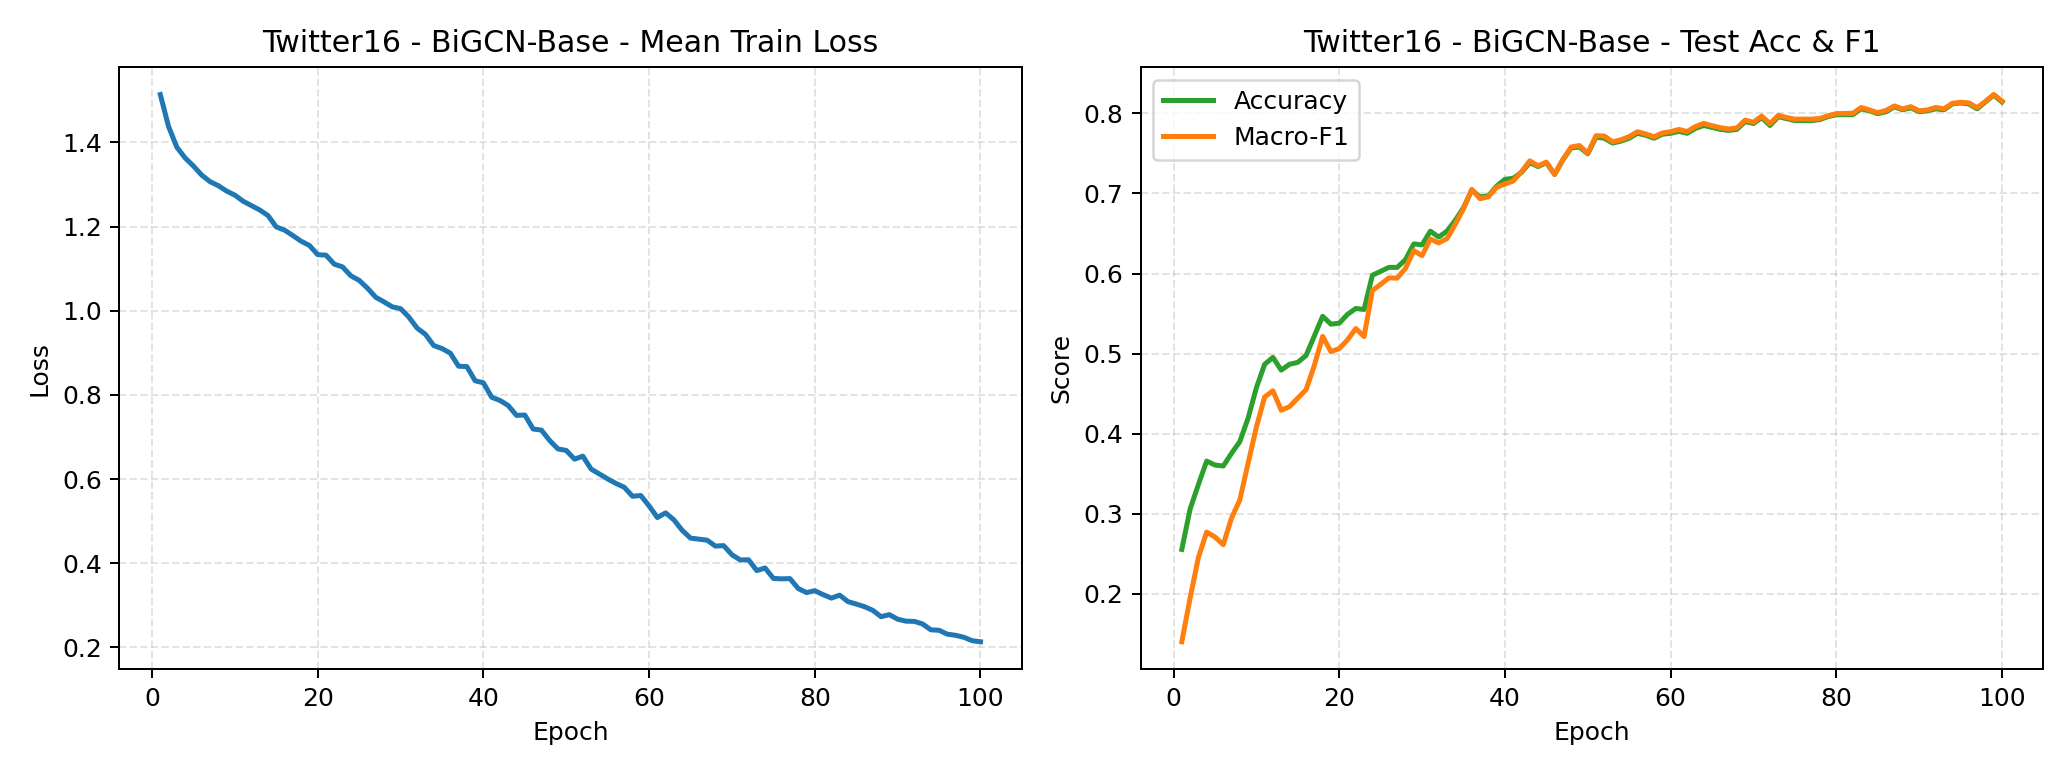 Twitter16 - BiGCN-Base - Mean Train Loss
1.4
1.2
1.0
0.8
0.6
0.4
0.2
Loss
0 20 40 60 80 100
Epoch
Twitter16 - BiGCN-Base - Test Acc & F1
Accuracy
Macro-F1
0.8
0.7
0.6
0.5
0.4
0.3
0.2
Score
0 20 40 60 80 100
Epoch